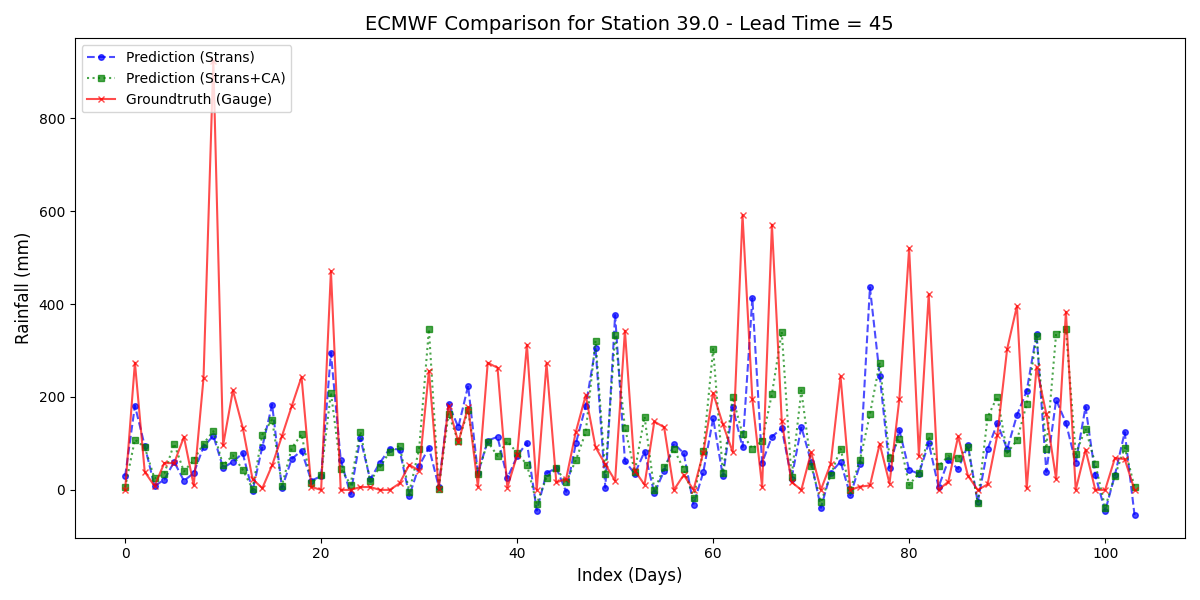 ECMWF Comparison for Station 39.0 - Lead Time = 45
Prediction (Strans)
Prediction (Strans+CA)
Groundtruth (Gauge)
Rainfall (mm)
800
600
400
200
0
0 20 40 60 80 100
Index (Days)